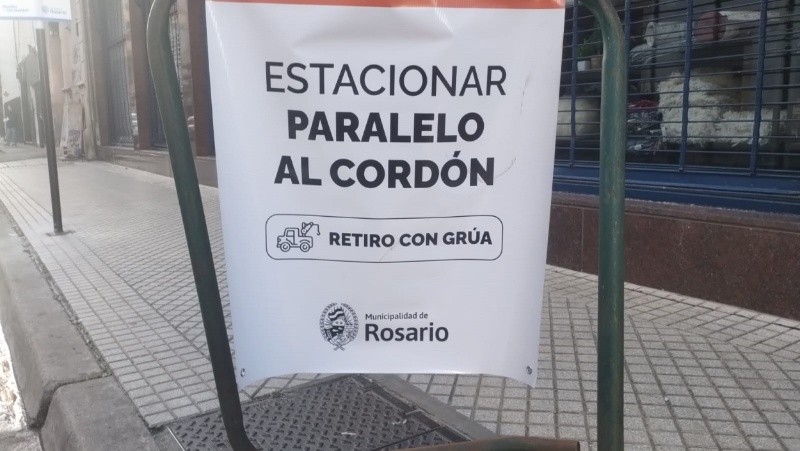 ESTACIONAR
PARALELO
AL CORDÓN
RETIRO CON GRÚA
Municipalidad de
Rosario